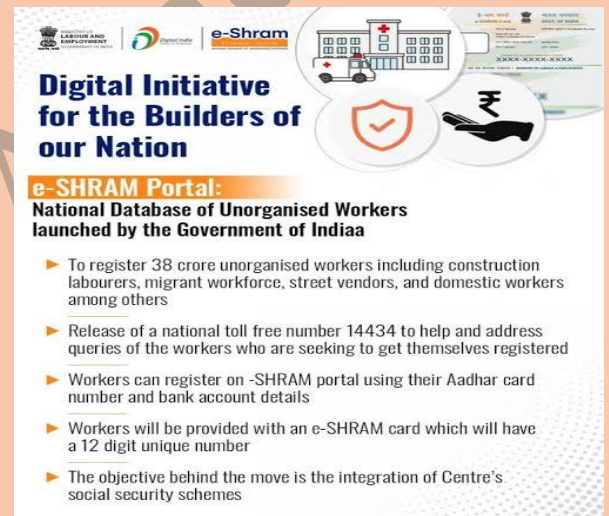 MINISTRY OF
LABOUR AND
EMPLOYMENT
GOVERNMENT OF INDIA
Digital India
e-Shram
Digital Initiative
for the Builders of
our Nation
XXXX-XXXX-XXXX
e-SHRAM Portal:
National Database of Unorganised Workers
launched by the Government of Indiaa
To register 38 crore unorganised workers including construction
labourers, migrant workforce, street vendors, and domestic workers
among others
Release of a national toll free number 14434 to help and address
queries of the workers who are seeking to get themselves registered
Workers can register on -SHRAM portal using their Aadhar card
number and bank account details
Workers will be provided with an e-SHRAM card which will have
a 12 digit unique number
The objective behind the move is the integration of Centre's
social security schemes